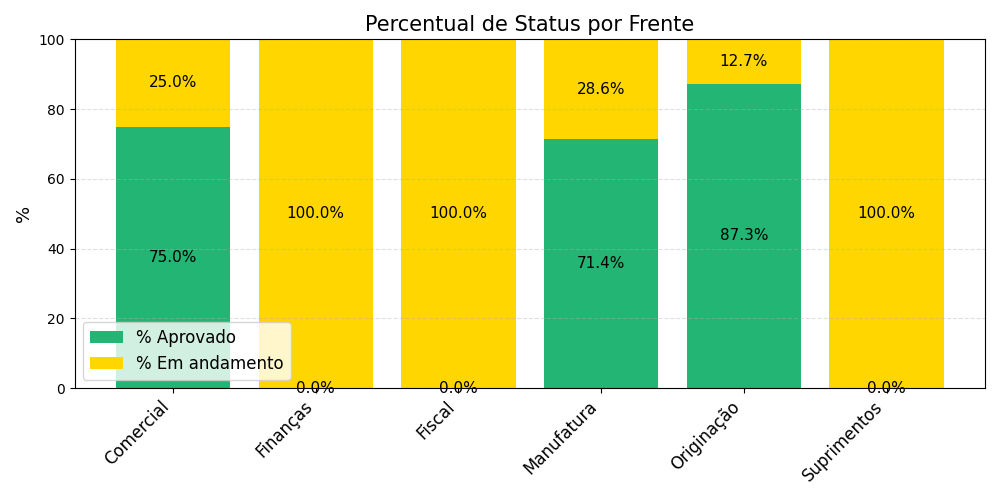 Percentual de Status por Frente
%
100
80
60
40
20
0
25.0%
75.0%
100.0%
0.0%
100.0%
0.0%
28.6%
71.4%
12.7%
87.3%
100.0%
0.0%
% Aprovado
% Em andamento
Comercial
Finanças
Fiscal
Manufatura
Originação
Suprimentos